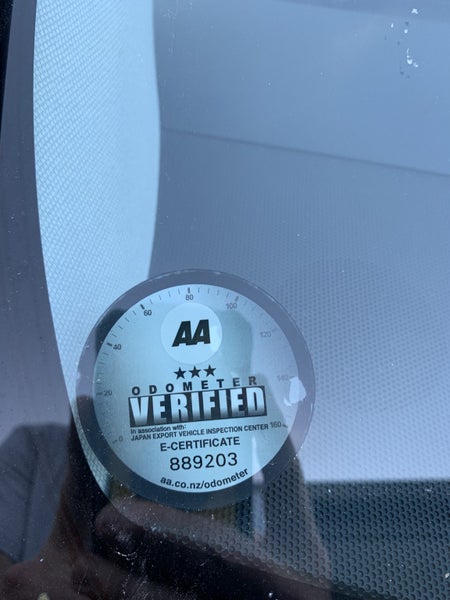 0
20
40
60
80
100
120
140
160
AA
ODOMETER
VERIFIED
In association with:
JAPAN EXPORT VEHICLE INSPECTION CENTER
E-CERTIFICATE
889203
aa.co.nz/odometer